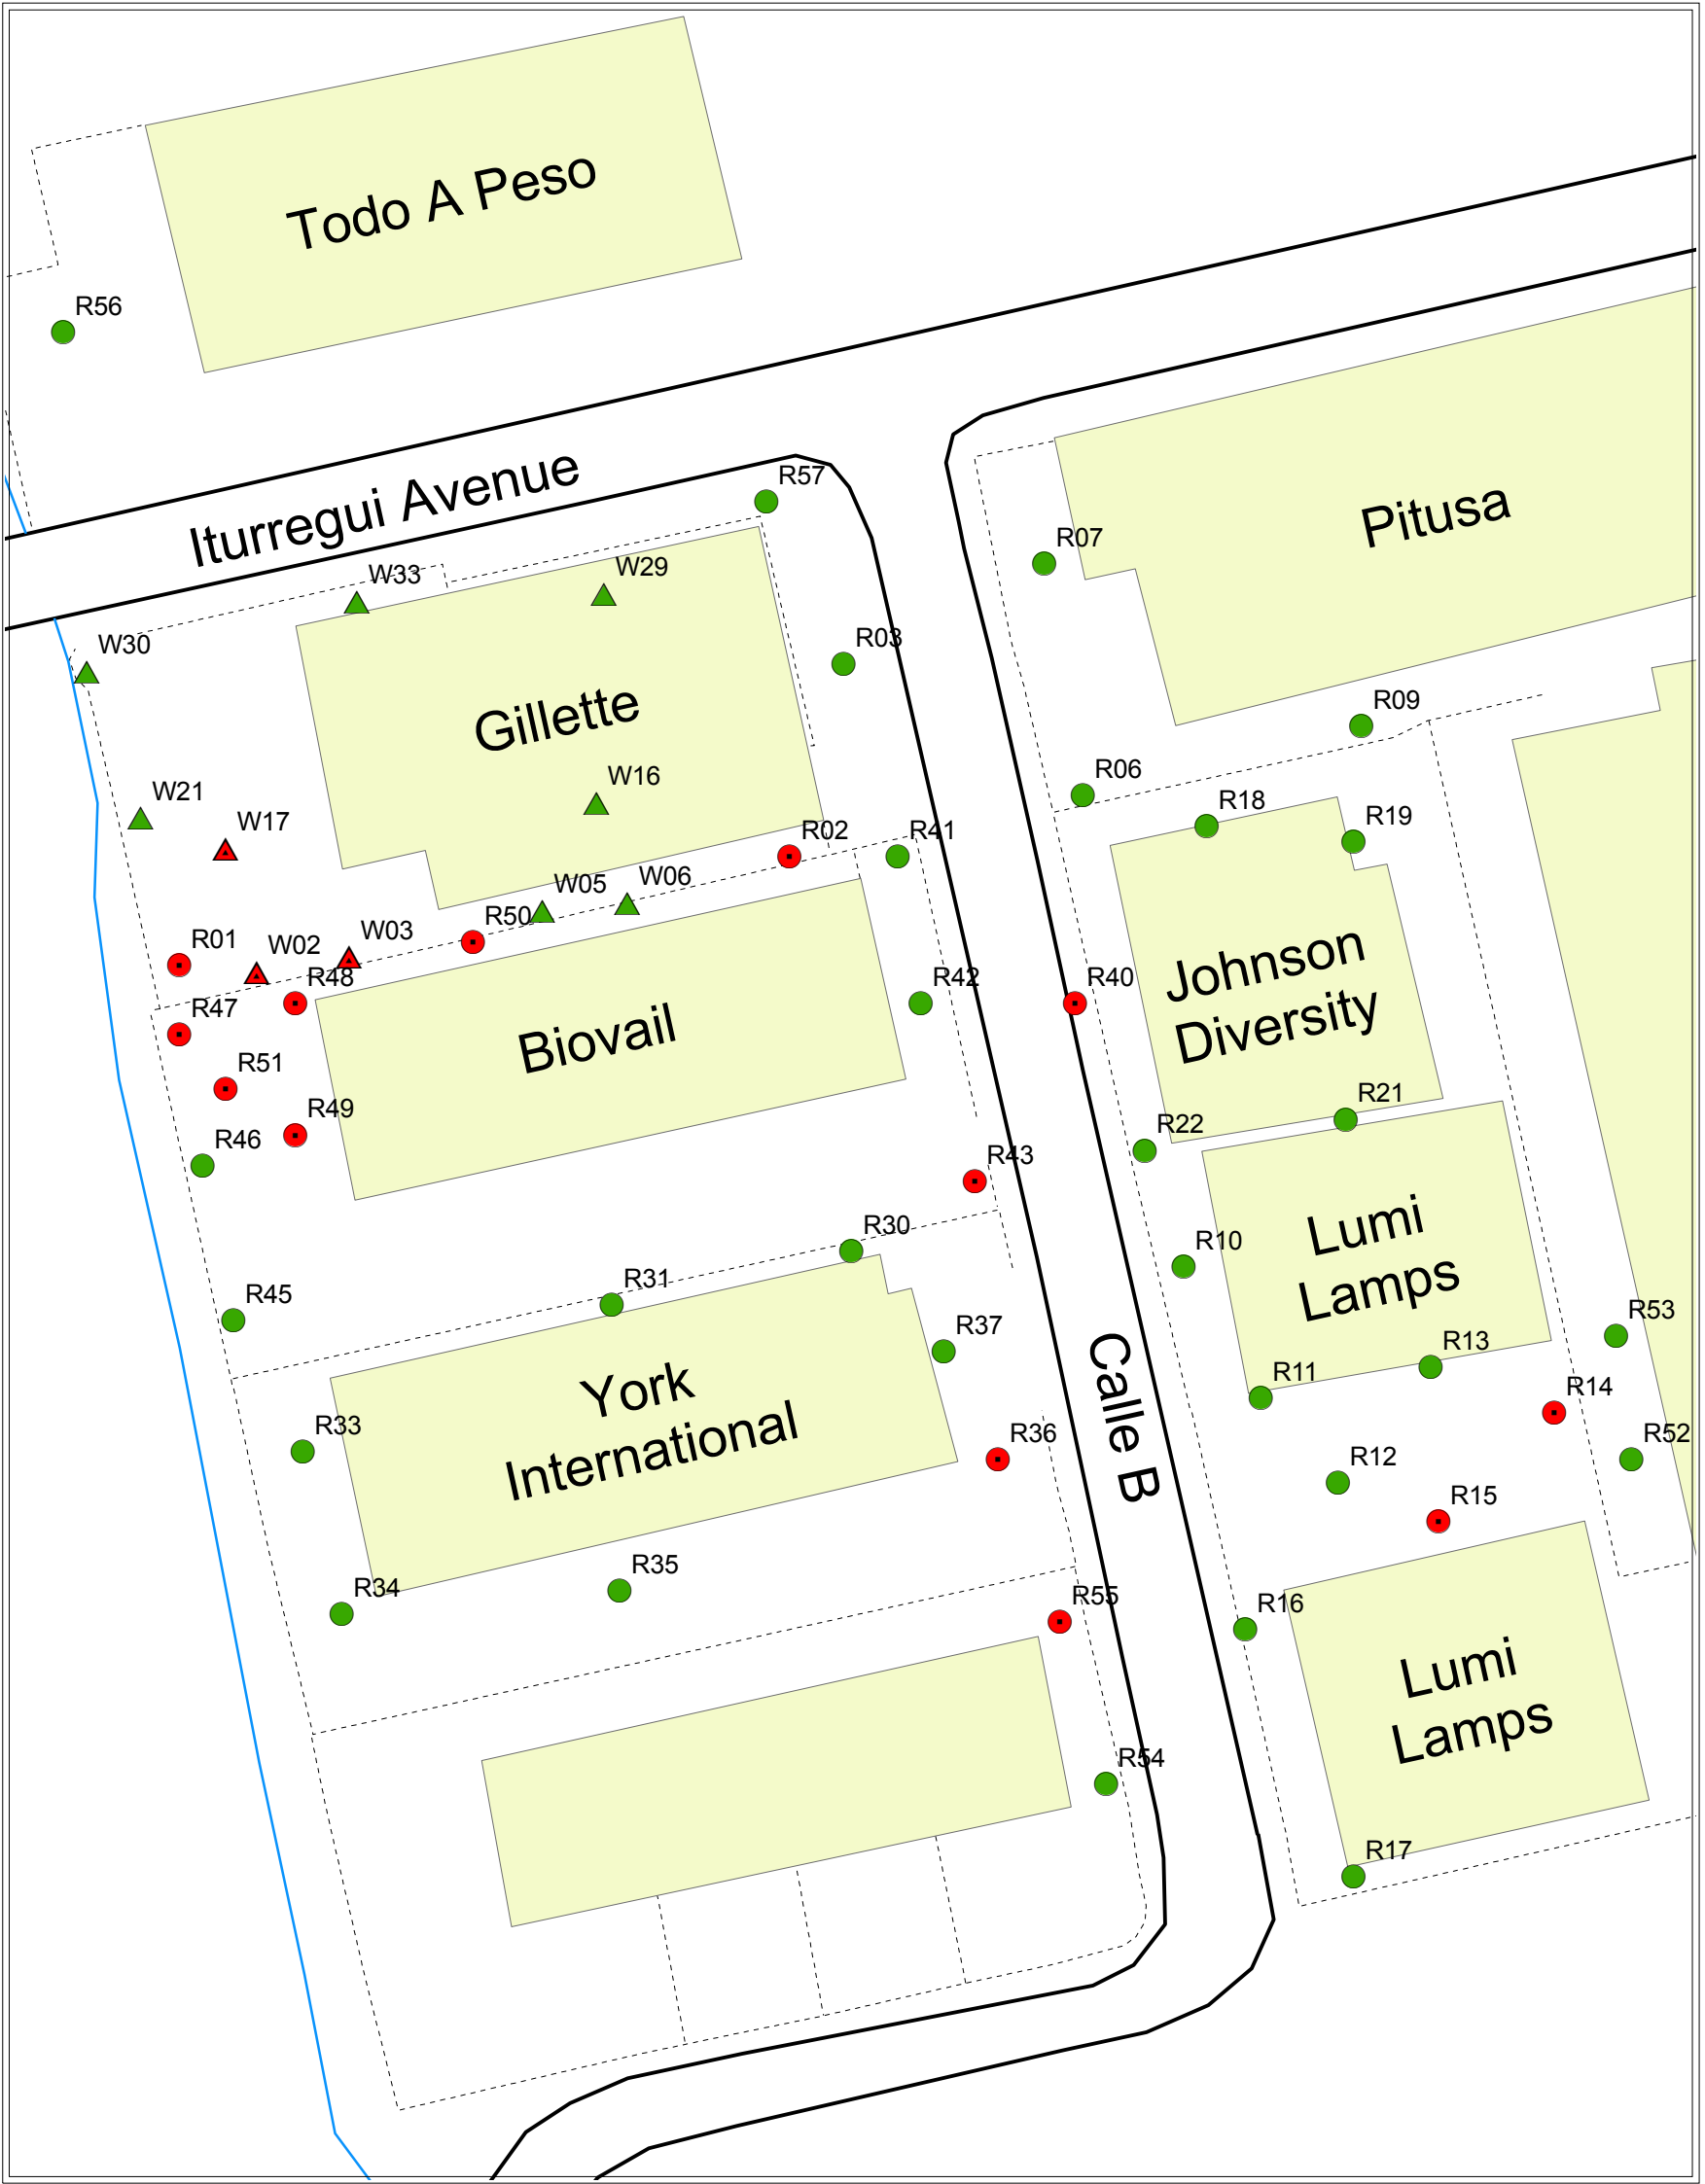 Todo A Peso
R56
Iturregui Avenue
R57
Pitusa
R07
W33
W29
W30
R03
Gillette
R09
W16
R06
W21
W17
R18
R19
R02
R41
W05
W06
R50
R01
W02
W03
R48
R42
R40
Johnson
Diversity
R47
Biovail
R51
R49
R46
R21
R22
R43
R30
R10
Lumi
Lamps
R31
R45
R37
R53
R13
R11
R14
Calle B
York
International
R33
R36
R12
R52
R15
R35
R34
R55
R16
Lumi
Lamps
R54
R17